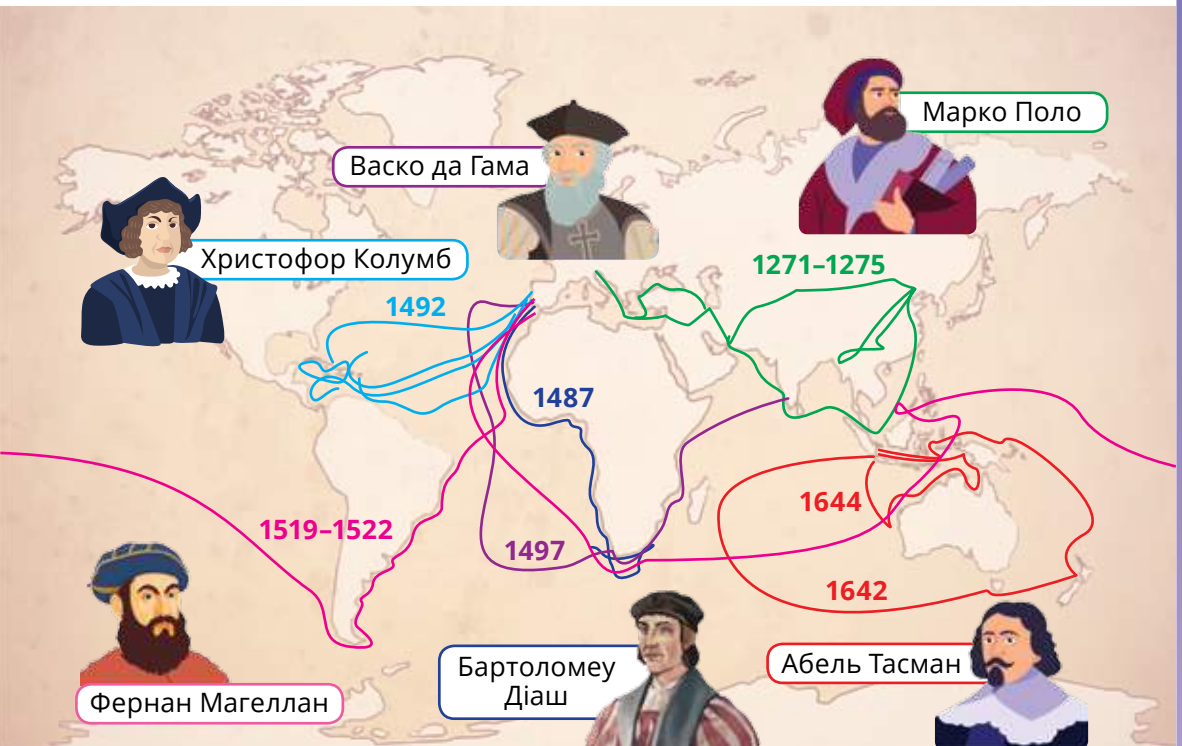 Марко Поло
Васко да Гама
Христофор Колумб
1271–1275
1492
1487
1644
1519–1522
1497
1642
Бартоломеу
Діаш
Абель Тасман
Фернан Магеллан